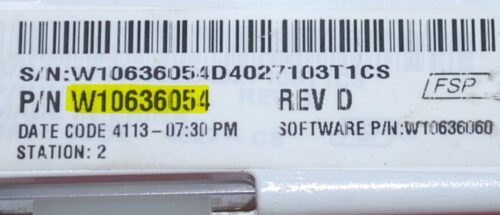 S/N:W10636054D4027103T1CS
P/N W10636054 REV D FSP
DATE CODE 4113-07:30 PM SOFTWARE P/N:W10636060
STATION: 2